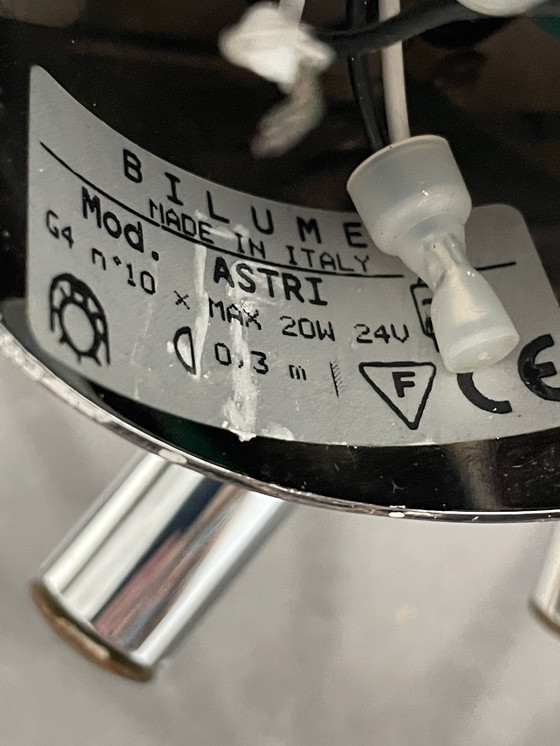 BILUME
MADE IN ITALY
Mod. ASTRI
G4 n°10 x MAX 20W 24V
0,3 m
F
CE